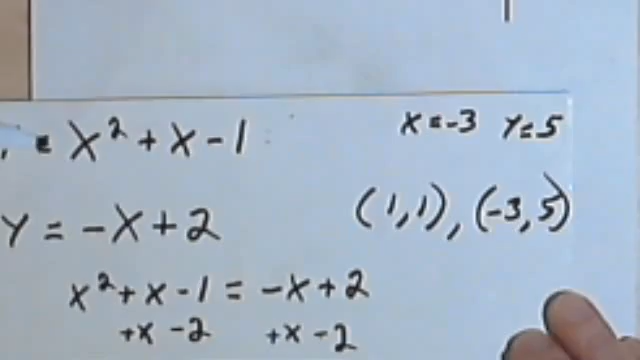 = x² + x - 1
x = -3 y = 5
y = -x + 2
(1,1), (-3,5)
x² + x - 1 = -x + 2
+x - 2 +x - 2